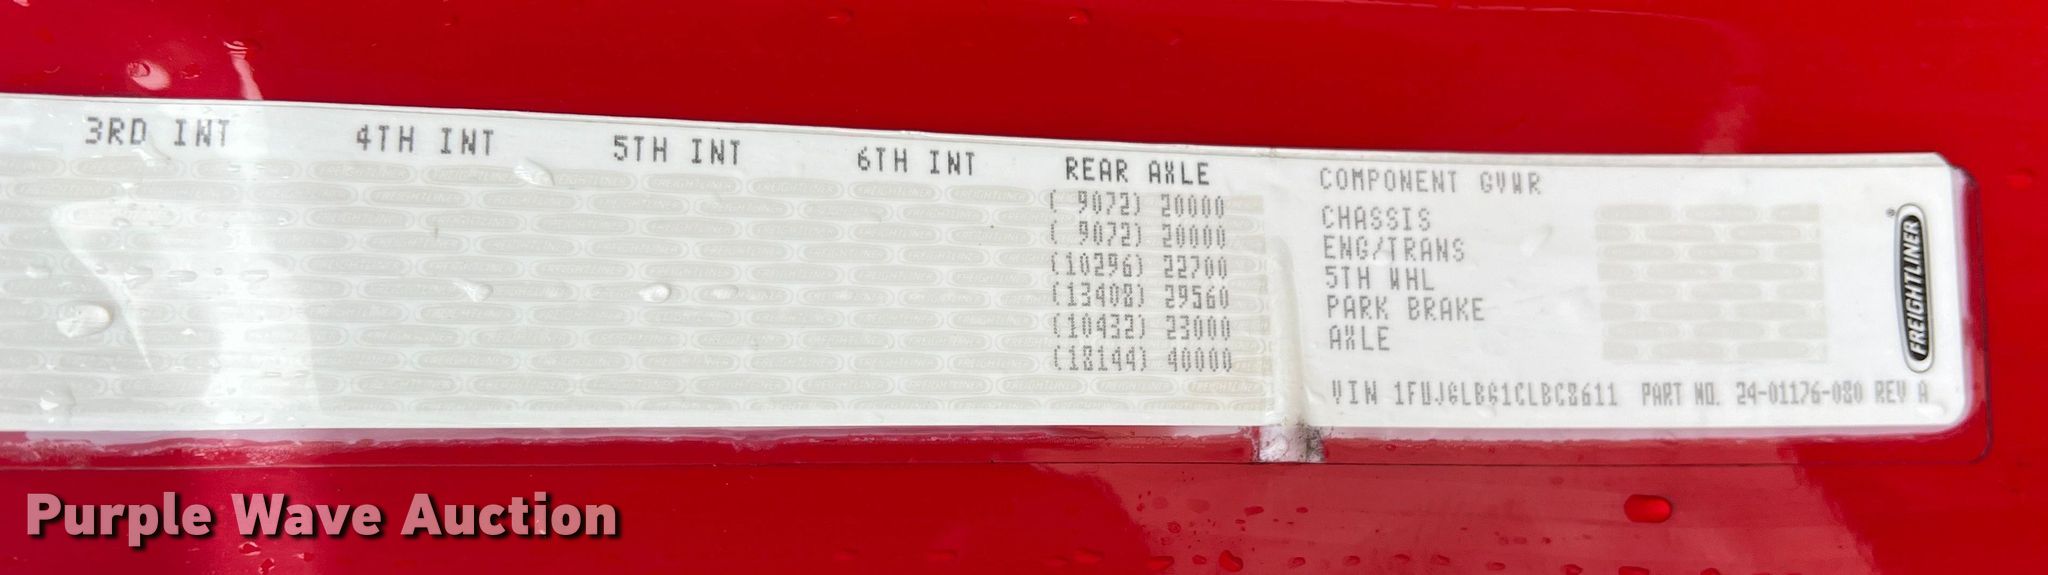 3RD INT 4TH INT 5TH INT 6TH INT REAR AXLE
( 9072) 20000
( 9072) 20000
(10296) 22700
(13408) 29560
(10432) 23000
(18144) 40000
COMPONENT GVWR
CHASSIS
ENG/TRANS
5TH WHL
PARK BRAKE
AXLE
VIN 1FUJGLBG1CLBC8611 PART NO. 24-01176-080 REV A
FREIGHTLINER®
Purple Wave Auction